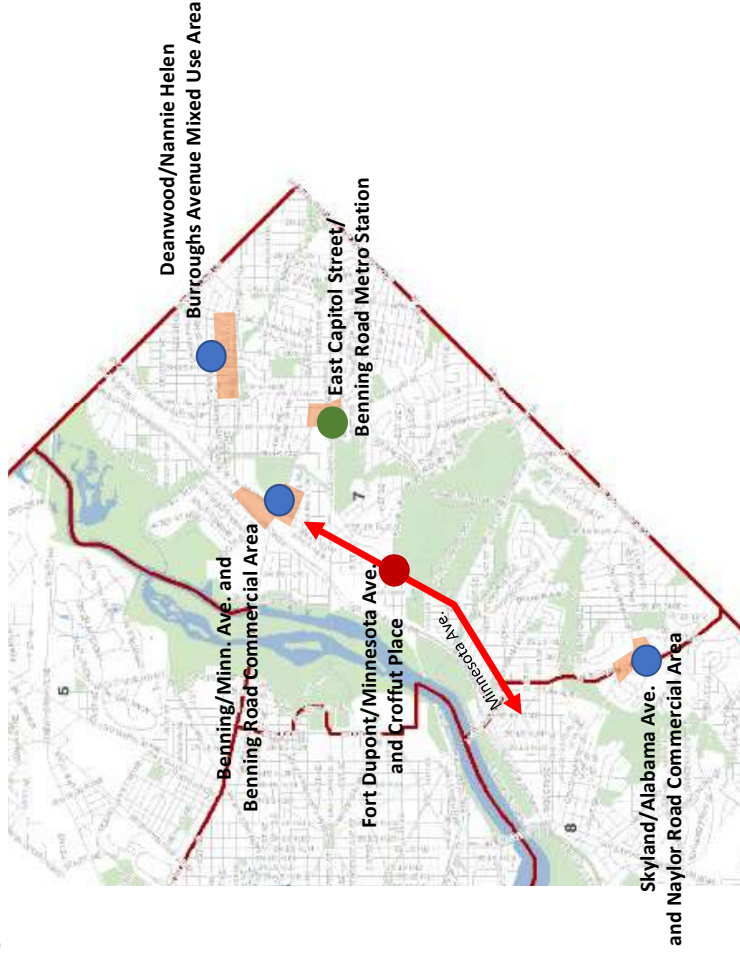 Deanwood/Nannie Helen
Burroughs Avenue Mixed Use Area
East Capitol Street/
Benning Road Metro Station
Benning/Minn. Ave. and
Benning Road Commercial Area
Fort Dupont/Minnesota Ave.
and Croffut Place
Minnesota Ave.
Skyland/Alabama Ave.
and Naylor Road Commercial Area
5
7
8